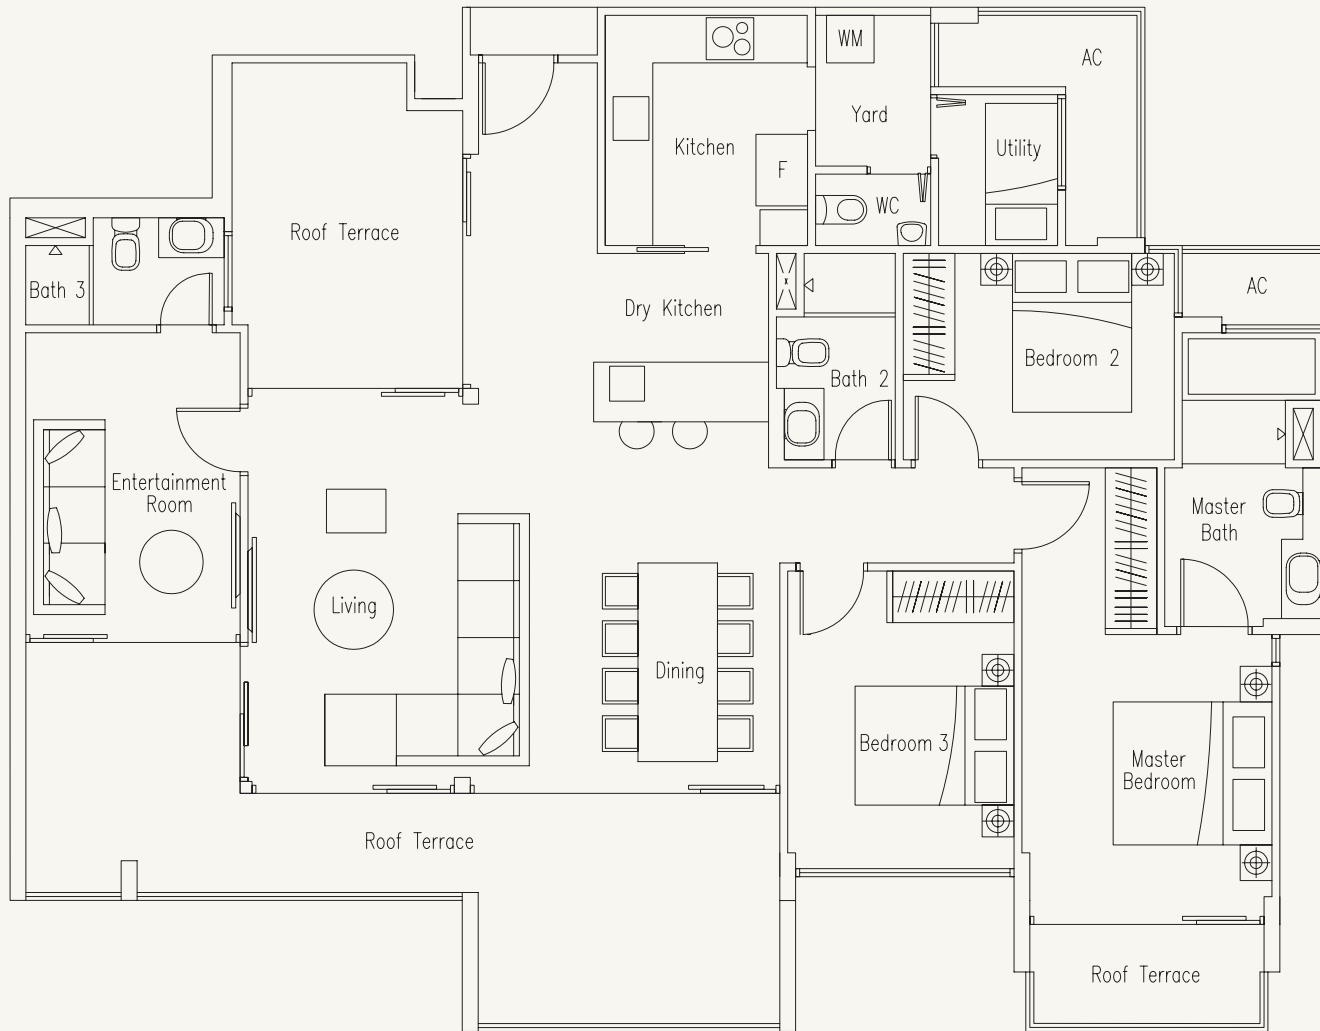 WM
AC
Yard
Kitchen
Utility
F
WC
Roof Terrace
Bath 3
AC
Dry Kitchen
Bedroom 2
Bath 2
Entertainment
Room
Master
Bath
Living
Dining
Bedroom 3
Master
Bedroom
Roof Terrace
Roof Terrace